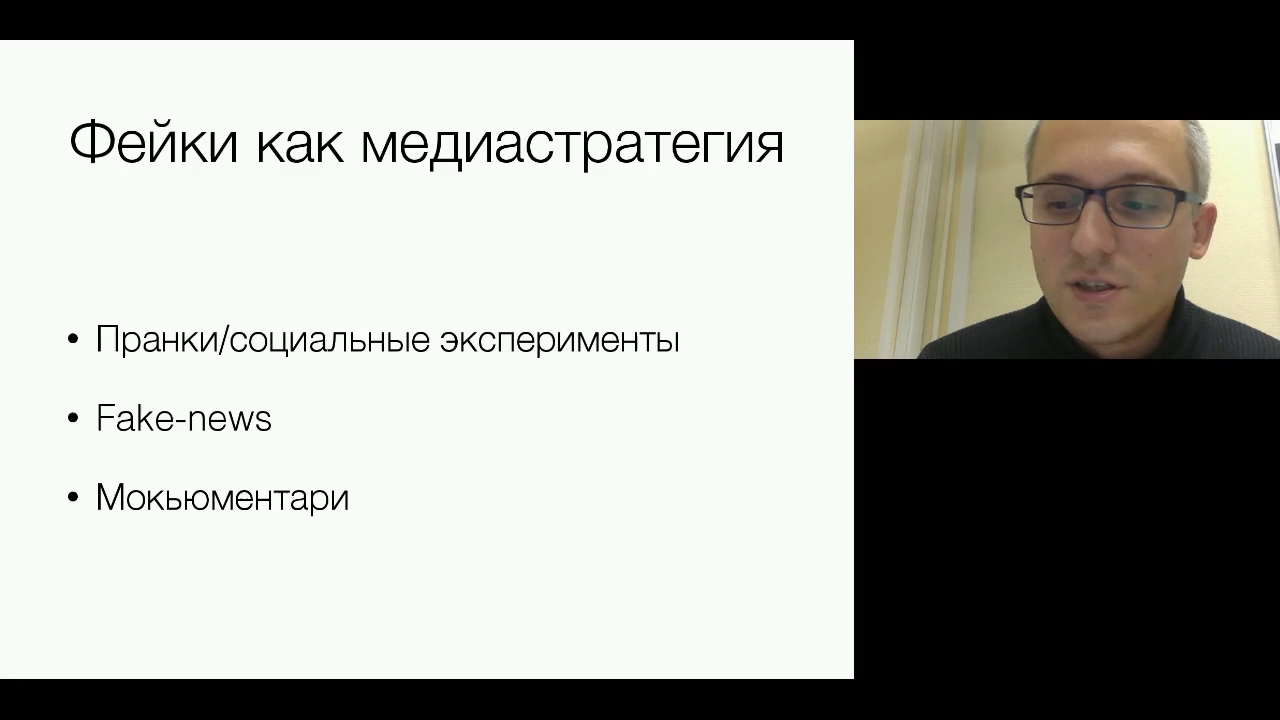 Фейки как медиастратегия
• Пранки/социальные эксперименты
• Fake-news
• Мокьюментари